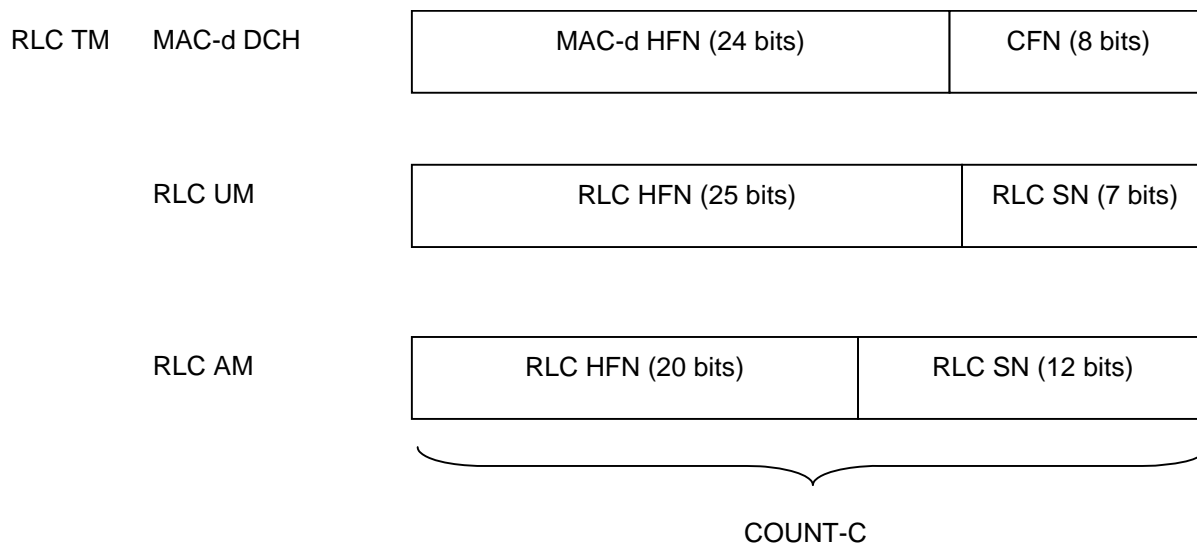 RLC TM MAC-d DCH MAC-d HFN (24 bits) CFN (8 bits)
RLC UM RLC HFN (25 bits) RLC SN (7 bits)
RLC AM RLC HFN (20 bits) RLC SN (12 bits)
COUNT-C